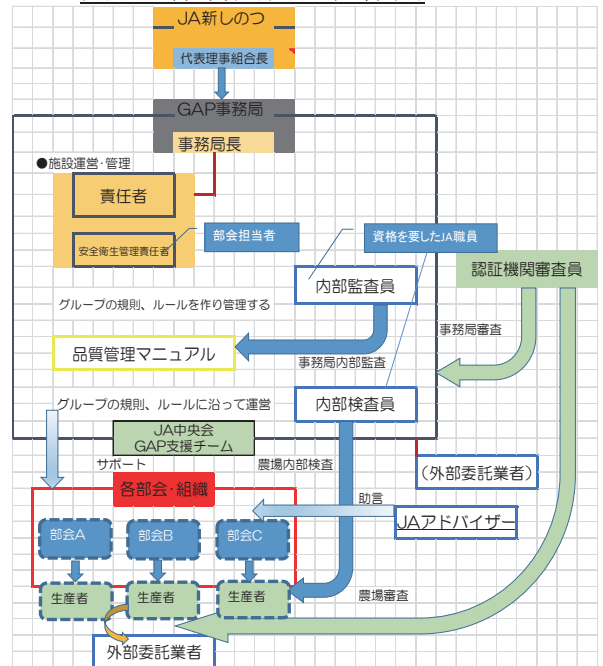 JA新しのつ
代表理事組合長
GAP事務局
事務局長
●施設運営･管理
責任者
安全衛生管理責任者
部会担当者
資格を要したJA職員
内部監査員
認証機関審査員
グループの規則、ルールを作り管理する
事務局審査
品質管理マニュアル
事務局内部監査
グループの規則、ルールに沿って運営
内部検査員
JA中央会
GAP支援チーム
サポート
農場内部検査
（外部委託業者）
各部会･組織
助言
JAアドバイザー
部会A
部会B
部会C
生産者
生産者
生産者
農場審査
外部委託業者